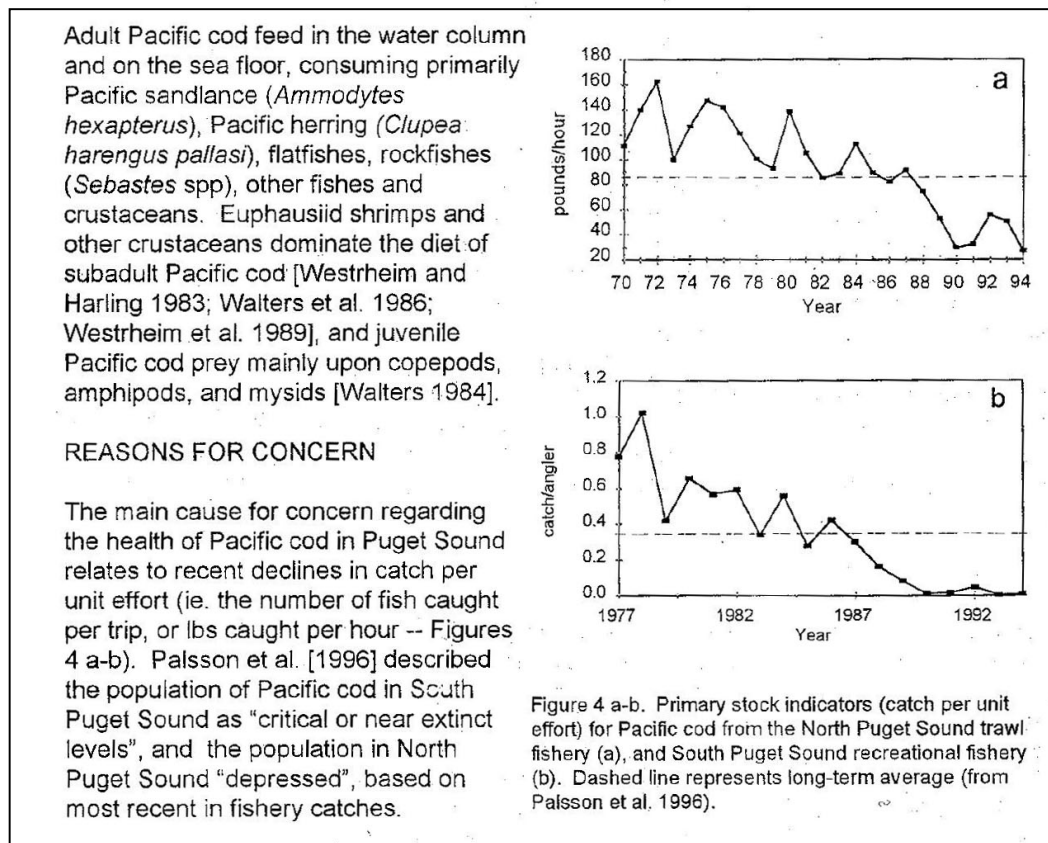 Adult Pacific cod feed in the water column
and on the sea floor, consuming primarily
Pacific sandlance (Ammodytes
hexapterus), Pacific herring (Clupea
harengus pallasi), flatfishes, rockfishes
(Sebastes spp), other fishes and
crustaceans. Euphausiid shrimps and
other crustaceans dominate the diet of
subadult Pacific cod [Westrheim and
Harling 1983; Walters et al. 1986;
Westrheim et al. 1989], and juvenile
Pacific cod prey mainly upon copepods,
amphipods, and mysids [Walters 1984].
REASONS FOR CONCERN
The main cause for concern regarding
the health of Pacific cod in Puget Sound
relates to recent declines in catch per
unit effort (ie. the number of fish caught
per trip, or lbs caught per hour -- Figures
4 a-b). Palsson et al. [1996] described
the population of Pacific cod in South
Puget Sound as "critical or near extinct
levels", and the population in North
Puget Sound "depressed", based on
most recent in fishery catches.
a
pounds/hour
180
160
140
120
100
80
60
40
20
70 72 74 76 78 80 82 84 86 88 90 92 94
Year
b
catch/angler
1.2
1.0
0.8
0.6
0.4
0.2
0.0
1977 1982 1987 1992
Year
Figure 4 a-b. Primary stock indicators (catch per unit
effort) for Pacific cod from the North Puget Sound trawl
fishery (a), and South Puget Sound recreational fishery
(b). Dashed line represents long-term average (from
Palsson et al. 1996).